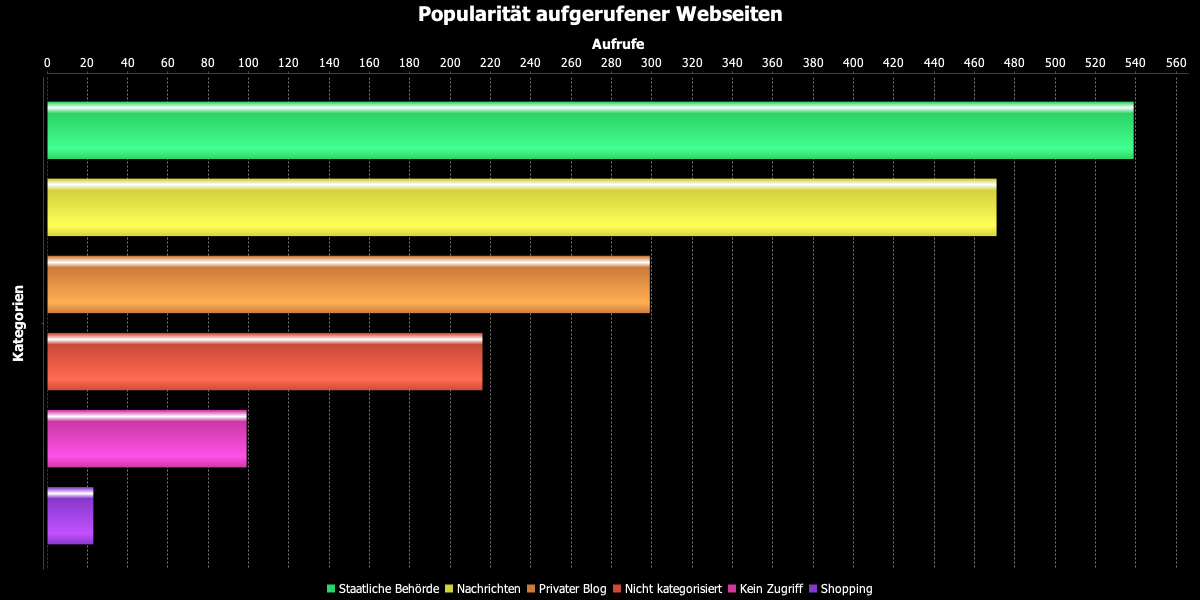 Popularität aufgerufener Webseiten
Aufrufe
0 20 40 60 80 100 120 140 160 180 200 220 240 260 280 300 320 340 360 380 400 420 440 460 480 500 520 540 560
Kategorien
Staatliche Behörde Nachrichten Privater Blog Nicht kategorisiert Kein Zugriff Shopping